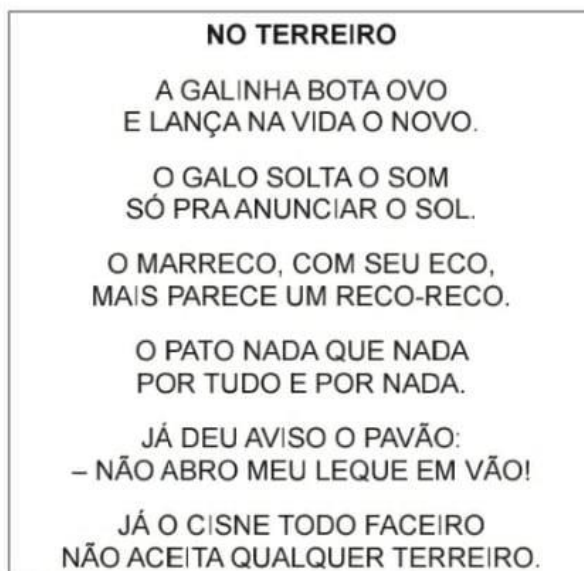 NO TERREIRO
A GALINHA BOTA OVO
E LANÇA NA VIDA O NOVO.
O GALO SOLTA O SOM
SÓ PRA ANUNCIAR O SOL.
O MARRECO, COM SEU ECO,
MAIS PARECE UM RECO-RECO.
O PATO NADA QUE NADA
POR TUDO E POR NADA.
JÁ DEU AVISO O PAVÃO:
– NÃO ABRO MEU LEQUE EM VÃO!
JÁ O CISNE TODO FACEIRO
NÃO ACEITA QUALQUER TERREIRO.